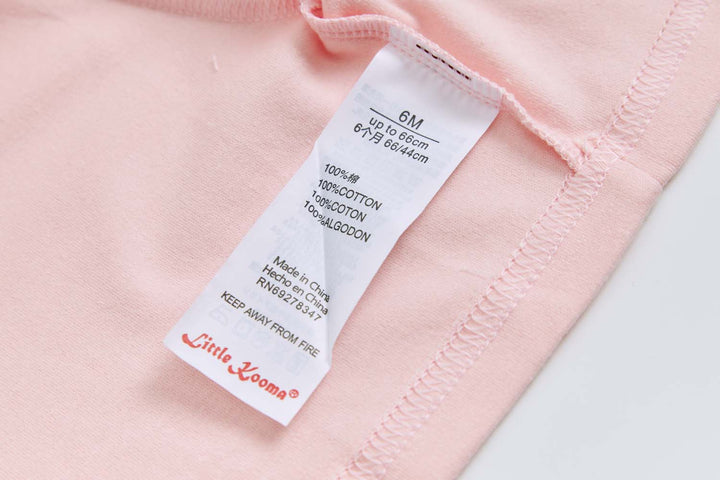 6M
up to 66cm
6个月 66/44cm
100%棉
100%COTTON
100%COTON
100%ALGODON
Made in China
Hecho en China
RN69278347
KEEP AWAY FROM FIRE
Little Kooma®